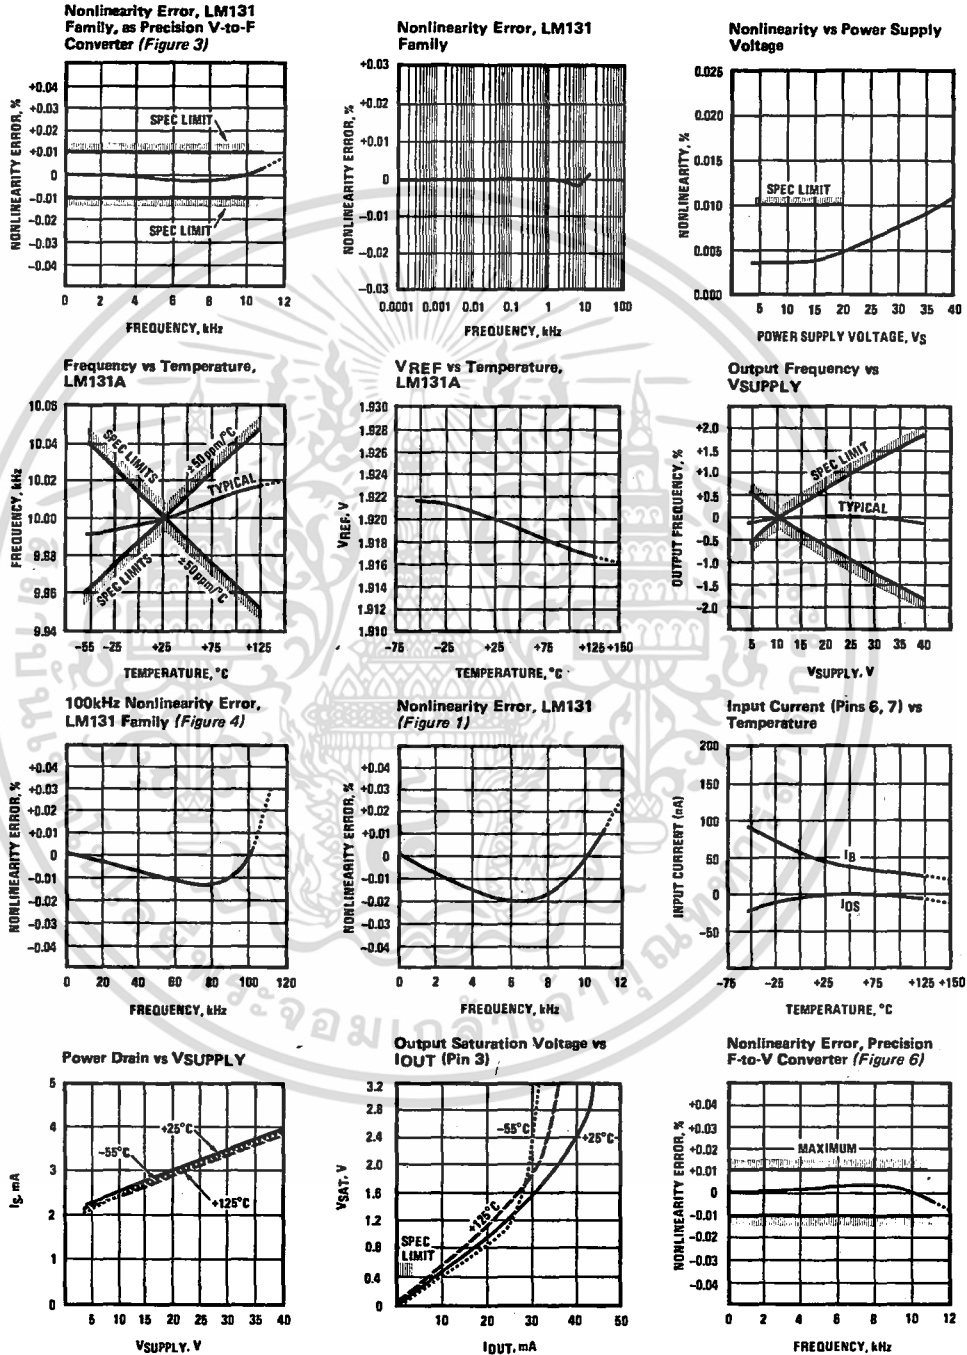 Nonlinearity Error, LM131
Family, as Precision V-to-F
Converter (Figure 3)
+0.04
+0.03
+0.02
+0.01
0
-0.01
-0.02
-0.03
-0.04
NONLINEARITY ERROR, %
SPEC LIMIT
SPEC LIMIT
0 2 4 6 8 10 12
FREQUENCY, kHz
Nonlinearity Error, LM131
Family
+0.03
+0.02
+0.01
0
-0.01
-0.02
-0.03
NONLINEARITY ERROR, %
0.0001 0.001 0.01 0.1 1 10 100
FREQUENCY, kHz
Nonlinearity vs Power Supply
Voltage
0.025
0.020
0.015
0.010
0.005
0.000
NONLINEARITY, %
SPEC LIMIT
5 10 15 20 25 30 35 40
POWER SUPPLY VOLTAGE, VS
Frequency vs Temperature,
LM131A
10.06
10.04
10.02
10.00
9.98
9.96
9.94
FREQUENCY, kHz
SPEC LIMITS
±50 ppm/°C
TYPICAL
SPEC LIMITS
±50 ppm/°C
-55 -25 +25 +75 +125
TEMPERATURE, °C
VREF vs Temperature,
LM131A
1.930
1.928
1.926
1.924
1.922
1.920
1.918
1.916
1.914
1.912
1.910
VREF, V
-75 -25 +25 +75 +125 +150
TEMPERATURE, °C
Output Frequency vs
VSUPPLY
+2.0
+1.5
+1.0
+0.5
0
-0.5
-1.0
-1.5
-2.0
OUTPUT FREQUENCY, %
SPEC LIMIT
TYPICAL
5 10 15 20 25 30 35 40
VSUPPLY, V
100kHz Nonlinearity Error,
LM131 Family (Figure 4)
+0.04
+0.03
+0.02
+0.01
0
-0.01
-0.02
-0.03
-0.04
NONLINEARITY ERROR, %
0 20 40 60 80 100 120
FREQUENCY, kHz
Nonlinearity Error, LM131
(Figure 1)
+0.04
+0.03
+0.02
+0.01
0
-0.01
-0.02
-0.03
-0.04
NONLINEARITY ERROR, %
0 2 4 6 8 10 12
FREQUENCY, kHz
Input Current (Pins 6, 7) vs
Temperature
200
150
100
50
0
-50
INPUT CURRENT (nA)
IB
IOS
-75 -25 +25 +75 +125 +150
TEMPERATURE, °C
Power Drain vs VSUPPLY
5
4
3
2
1
0
IS, mA
+25°C
-55°C
+125°C
5 10 15 20 25 30 35 40
VSUPPLY, V
Output Saturation Voltage vs
IOUT (Pin 3)
3.2
2.8
2.4
2.0
1.6
1.2
0.8
0.4
0
VSAT, V
-55°C
+25°C
+125°C
SPEC
LIMIT
0 10 20 30 40 50
IOUT, mA
Nonlinearity Error, Precision
F-to-V Converter (Figure 6)
+0.04
+0.03
+0.02
+0.01
0
-0.01
-0.02
-0.03
-0.04
NONLINEARITY ERROR, %
MAXIMUM
0 2 4 6 8 10 12
FREQUENCY, kHz